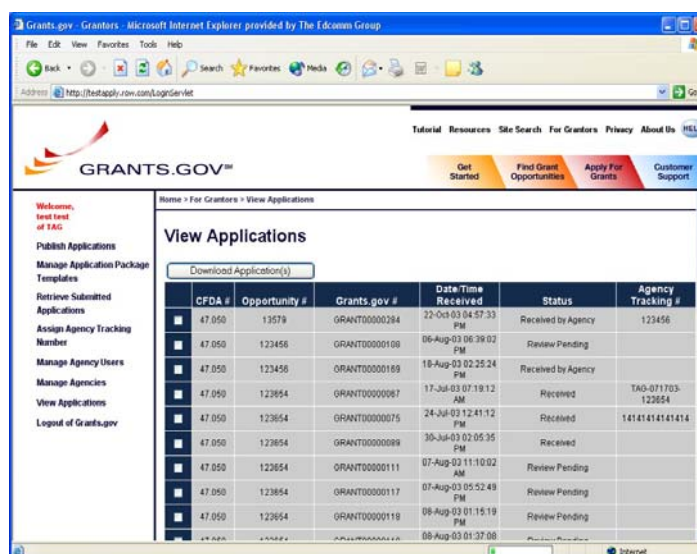 Grants.gov - Grantors - Microsoft Internet Explorer provided by The Edcomm Group
File Edit View Favorites Tools Help
Back Search Favorites Media
Address http://testapply.row.com/LoginServlet Go
Tutorial Resources Site Search For Grantors Privacy About Us HEL
GRANTS.GOV℠
Get Started Find Grant Opportunities Apply For Grants Customer Support
Welcome,
test test
of TAG
Publish Applications
Manage Application Package
Templates
Retrieve Submitted
Applications
Assign Agency Tracking
Number
Manage Agency Users
Manage Agencies
View Applications
Logout of Grants.gov
Home > For Grantors > View Applications
View Applications
Download Application(s)
CFDA # Opportunity # Grants.gov # Date/Time Received Status Agency Tracking #
47.050 13579 GRANT00000284 22-Oct-03 04:57:33 PM Received by Agency 123456
47.050 123456 GRANT00000108 06-Aug-03 06:39:02 PM Review Pending
47.050 123456 GRANT00000169 18-Aug-03 02:25:24 PM Received by Agency
47.050 123654 GRANT00000067 17-Jul-03 07:19:12 AM Received TAG-071703-123654
47.050 123654 GRANT00000075 24-Jul-03 12:41:12 PM Received 14141414141414
47.050 123654 GRANT00000089 30-Jul-03 02:05:35 PM Received
47.050 123654 GRANT00000111 07-Aug-03 11:10:02 AM Review Pending
47.050 123654 GRANT00000117 07-Aug-03 05:52:49 PM Review Pending
47.050 123654 GRANT00000118 08-Aug-03 01:15:19 PM Review Pending
08-Aug-03 01:37:08
Internet